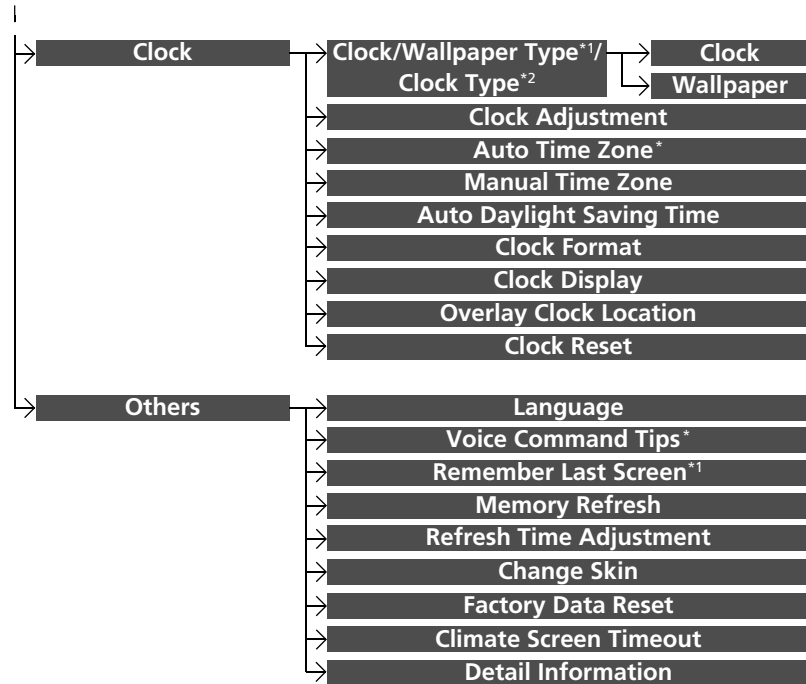 Clock
Clock/Wallpaper Type*1/
Clock Type*2
Clock
Wallpaper
Clock Adjustment
Auto Time Zone*
Manual Time Zone
Auto Daylight Saving Time
Clock Format
Clock Display
Overlay Clock Location
Clock Reset
Others
Language
Voice Command Tips*
Remember Last Screen*1
Memory Refresh
Refresh Time Adjustment
Change Skin
Factory Data Reset
Climate Screen Timeout
Detail Information